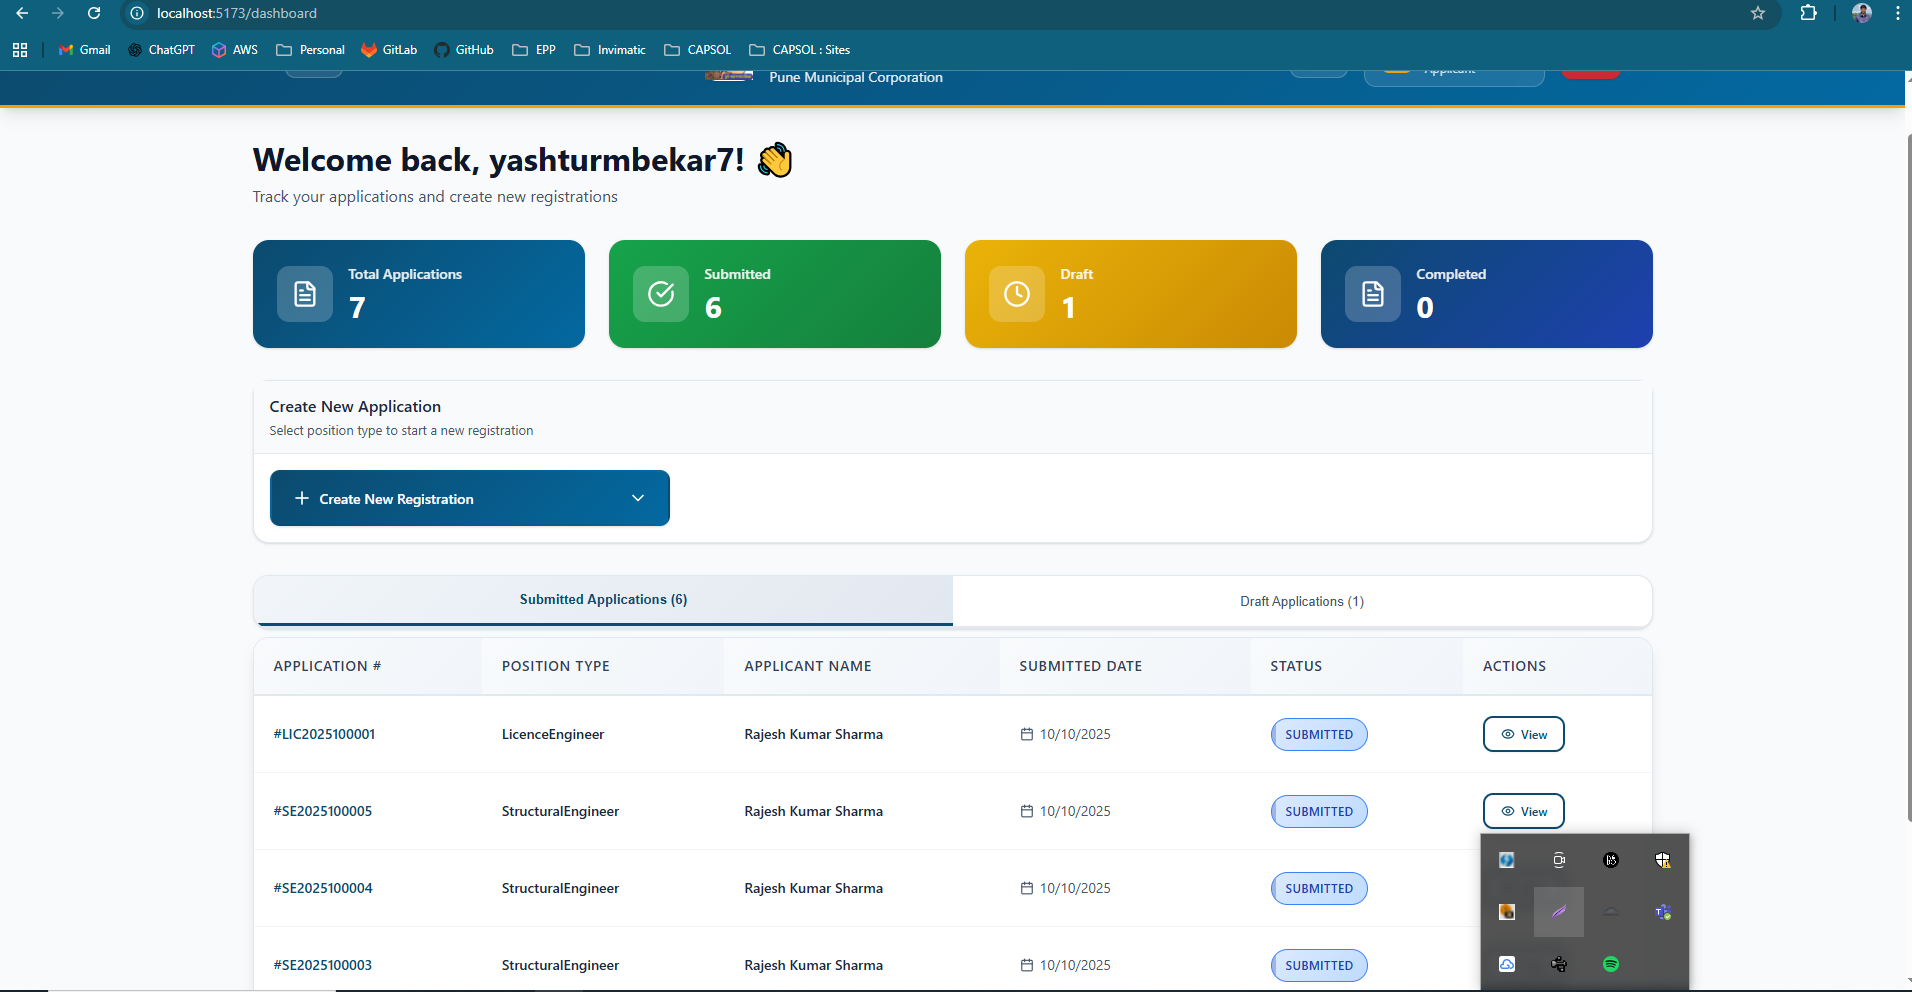 localhost:5173/dashboard
Gmail ChatGPT AWS Personal GitLab GitHub EPP Invimatic CAPSOL CAPSOL : Sites
Pune Municipal Corporation
Applicant
Welcome back, yashturmbekar7! 👋
Track your applications and create new registrations
Total Applications
7
Submitted
6
Draft
1
Completed
0
Create New Application
Select position type to start a new registration
Create New Registration
Submitted Applications (6) Draft Applications (1)
APPLICATION # POSITION TYPE APPLICANT NAME SUBMITTED DATE STATUS ACTIONS
#LIC2025100001 LicenceEngineer Rajesh Kumar Sharma 10/10/2025 SUBMITTED View
#SE2025100005 StructuralEngineer Rajesh Kumar Sharma 10/10/2025 SUBMITTED View
#SE2025100004 StructuralEngineer Rajesh Kumar Sharma 10/10/2025 SUBMITTED
#SE2025100003 StructuralEngineer Rajesh Kumar Sharma 10/10/2025 SUBMITTED